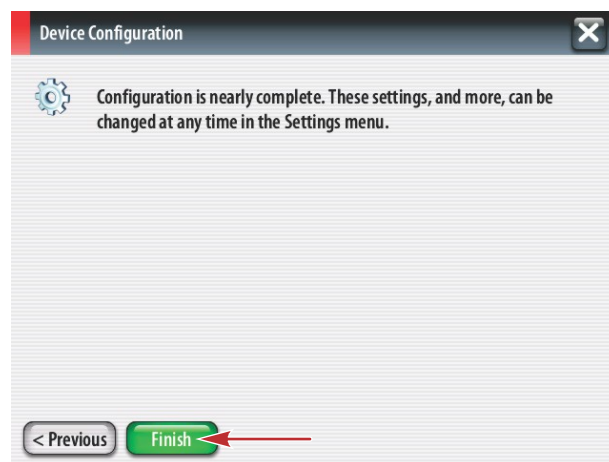 Device Configuration
Configuration is nearly complete. These settings, and more, can be
changed at any time in the Settings menu.
< Previous
Finish